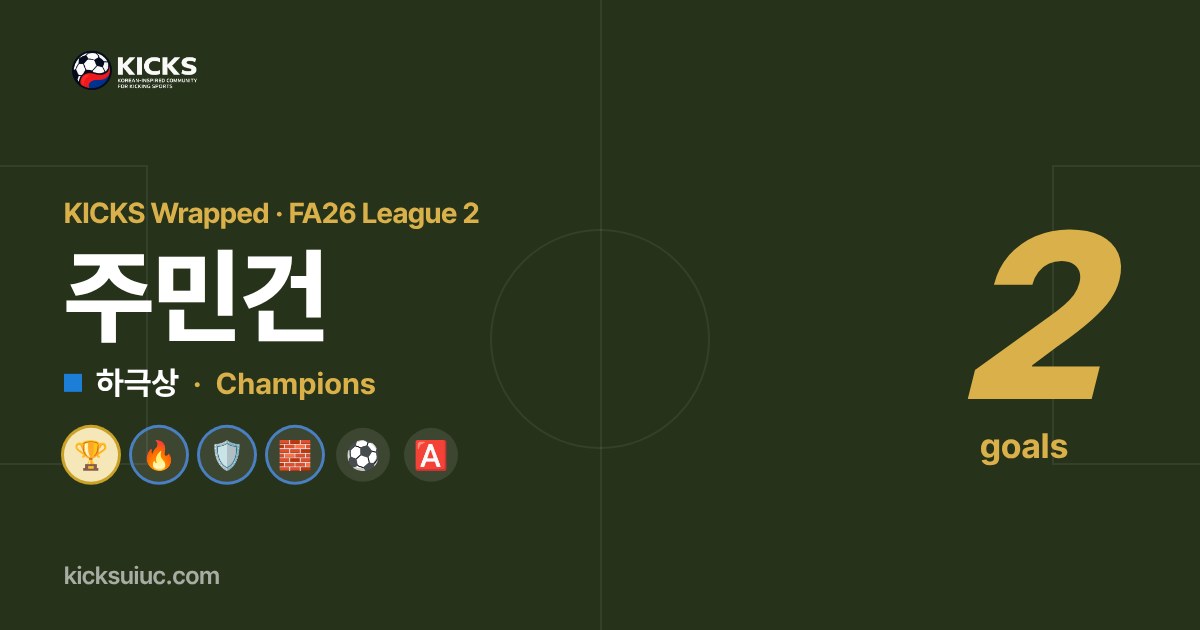 KICKS
KOREAN-INSPIRED COMMUNITY
FOR KICKING SPORTS
KICKS Wrapped · FA26 League 2
주민건
하극상 · Champions
A
2
goals
kicksuiuc.com